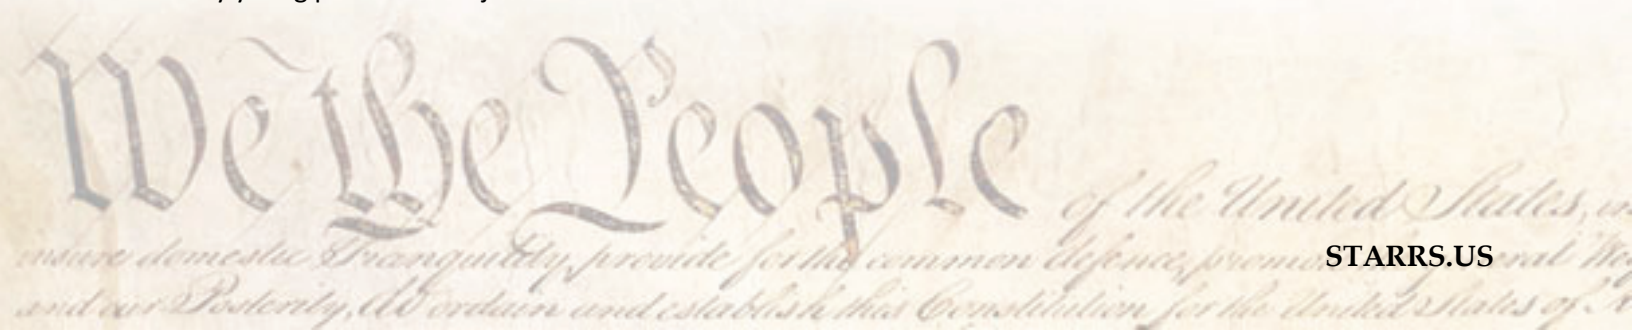 We the People of the United States,
insure domestic Tranquility, provide for the common defence,
STARRS.US
and our Posterity, do ordain and establish this Constitution for the United States of